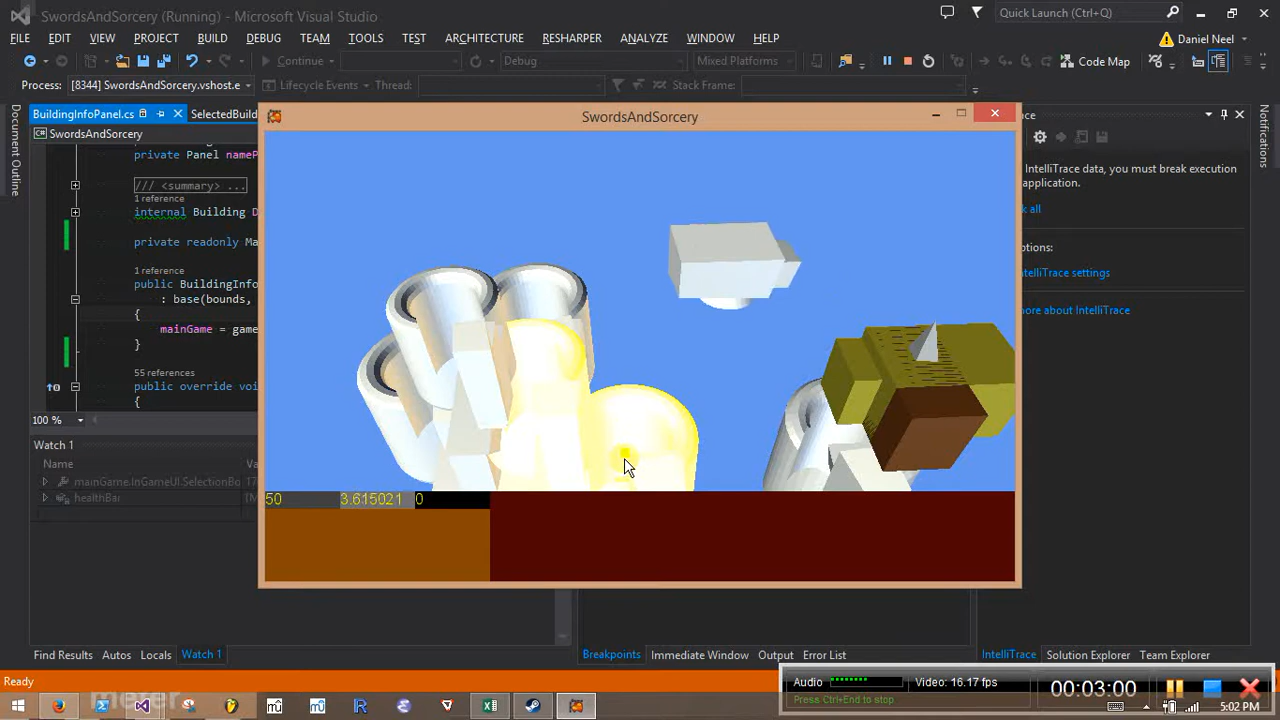 SwordsAndSorcery (Running) - Microsoft Visual Studio
Quick Launch (Ctrl+Q)
FILE EDIT VIEW PROJECT BUILD DEBUG TEAM TOOLS TEST ARCHITECTURE RESHARPER ANALYZE WINDOW HELP
Daniel Neel
Continue Debug Mixed Platforms Code Map
Process: [8344] SwordsAndSorcery.vshost.e Lifecycle Events Thread: Stack Frame:
BuildingInfoPanel.cs SelectedBuild
SwordsAndSorcery
SwordsAndSorcery
Document Outline
private Panel nameP
/// <summary> ...
1 reference
internal Building D
private readonly Ma
1 reference
public BuildingInfo
: base(bounds,
{
mainGame = game
}
55 references
public override voi
{
100 %
IntelliTrace data, you must break execution
application.
IntelliTrace settings
more about IntelliTrace
Notifications
50 3.615021 0
Watch 1
Name
mainGame.InGameUI.SelectionBo
healthBar
Find Results Autos Locals Watch 1
Breakpoints Immediate Window Output Error List
IntelliTrace Solution Explorer Team Explorer
Ready
Audio Video: 16.17 fps
Press Ctrl+End to stop
00:03:00
5:02 PM